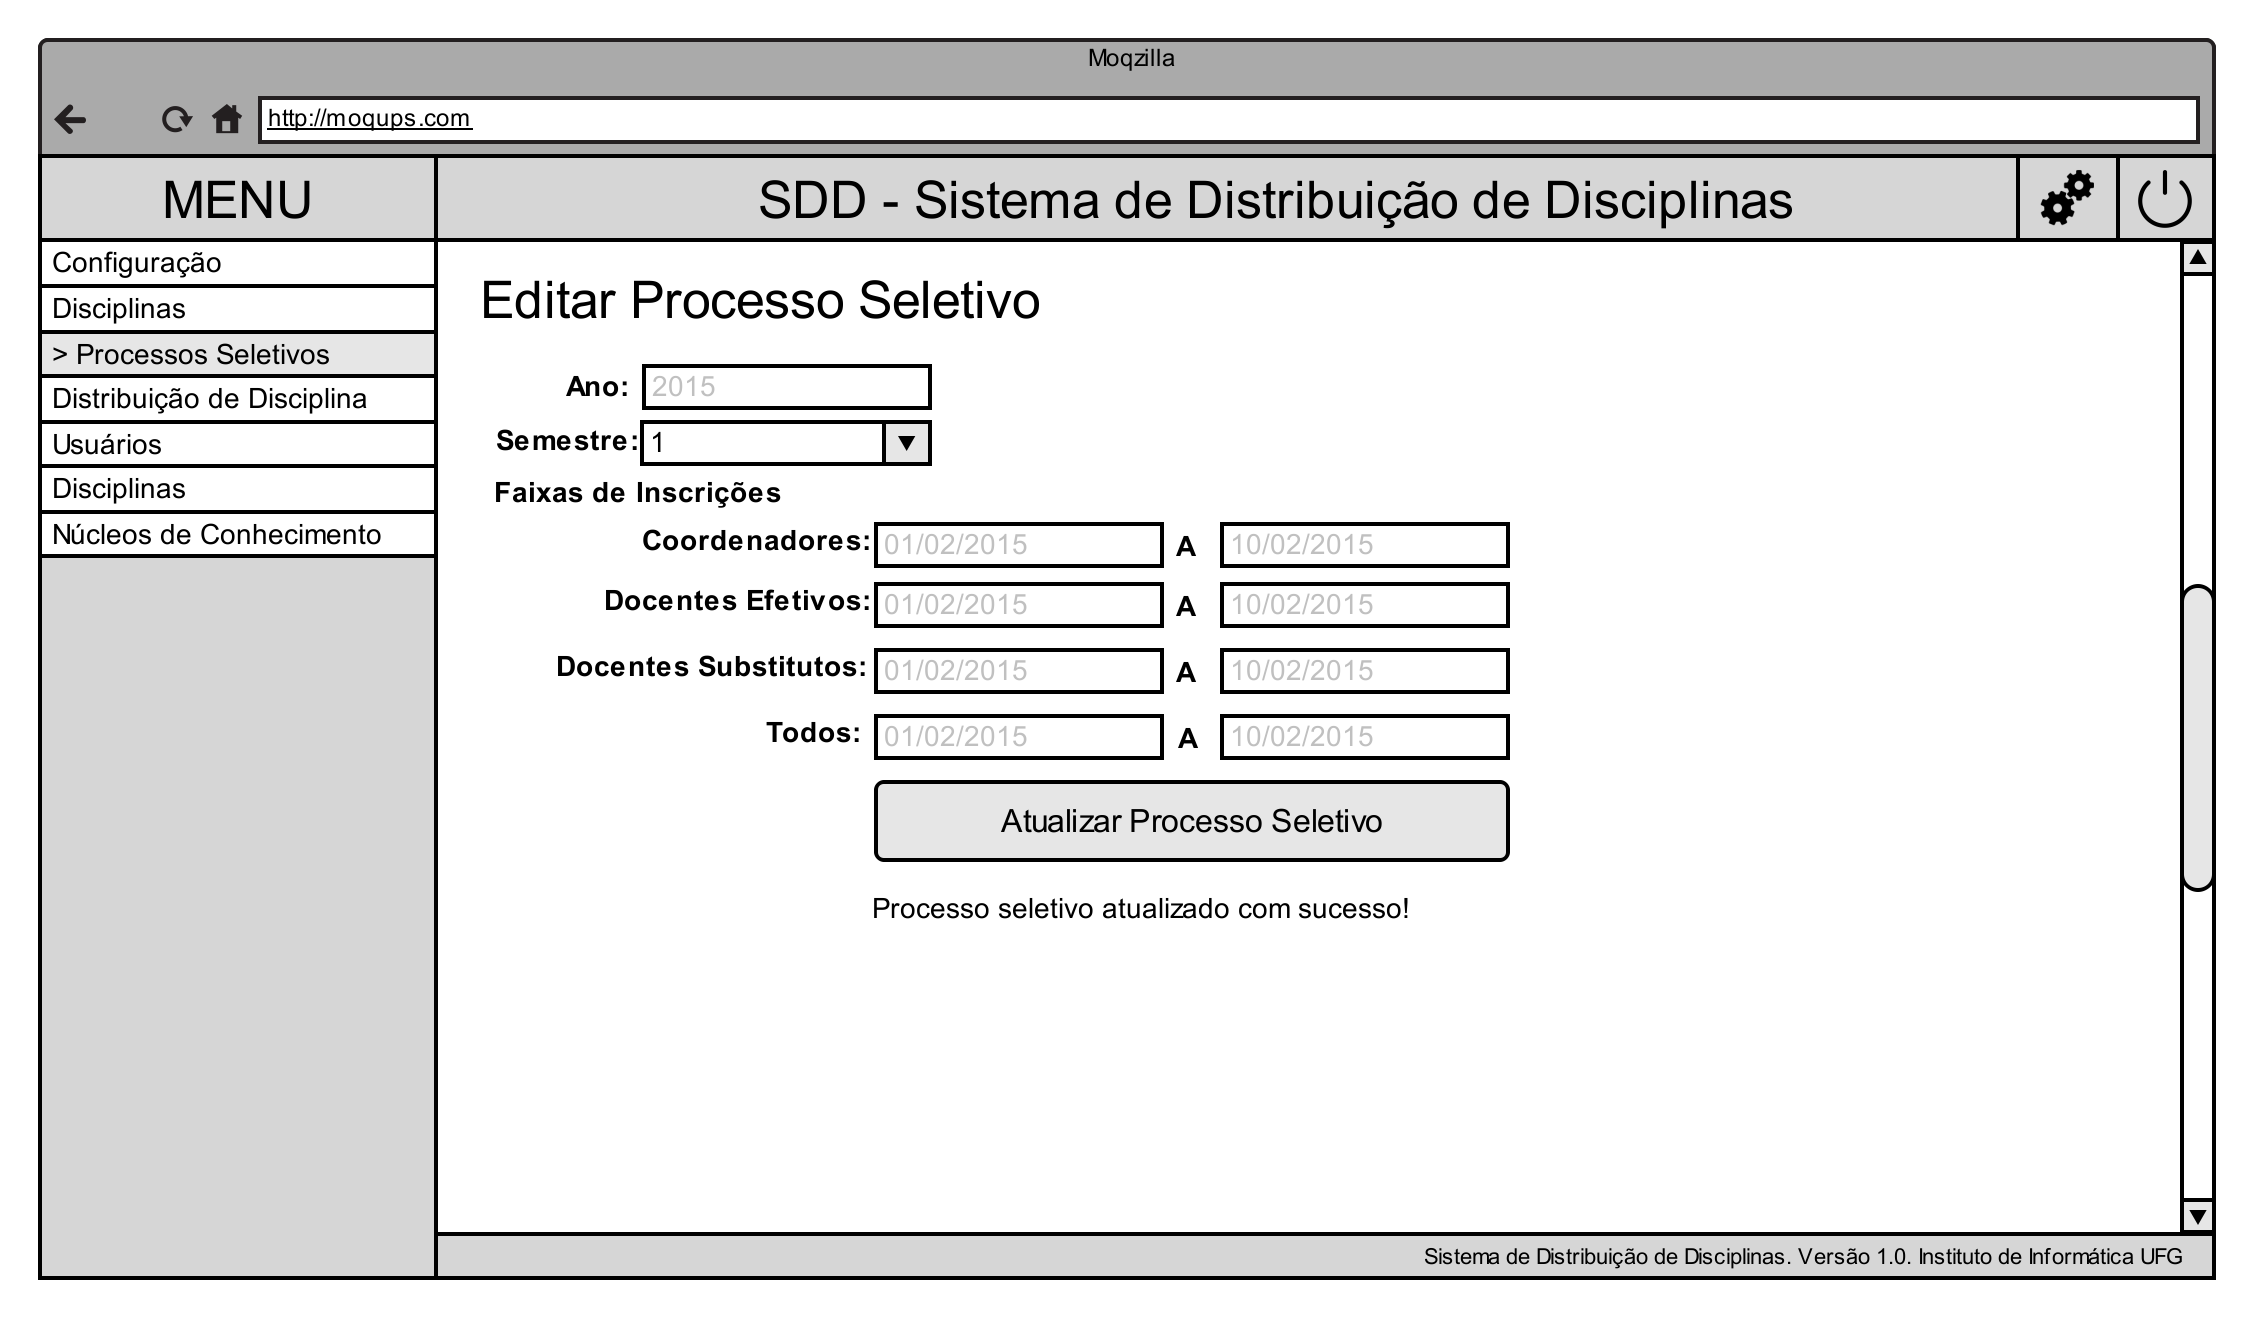 Moqzilla
http://moqups.com
MENU
SDD - Sistema de Distribuição de Disciplinas
Configuração
Disciplinas
> Processos Seletivos
Distribuição de Disciplina
Usuários
Disciplinas
Núcleos de Conhecimento
Editar Processo Seletivo
Ano: 2015
Semestre: 1
Faixas de Inscrições
Coordenadores: 01/02/2015 A 10/02/2015
Docentes Efetivos: 01/02/2015 A 10/02/2015
Docentes Substitutos: 01/02/2015 A 10/02/2015
Todos: 01/02/2015 A 10/02/2015
Atualizar Processo Seletivo
Processo seletivo atualizado com sucesso!
Sistema de Distribuição de Disciplinas. Versão 1.0. Instituto de Informática UFG